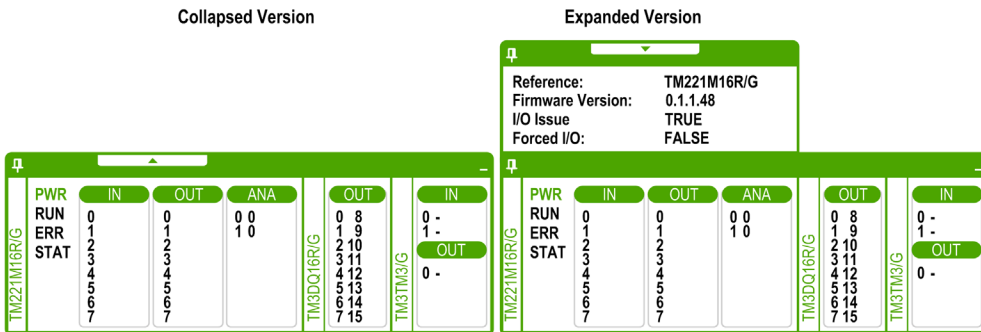 Collapsed Version
Expanded Version
Reference: TM221M16R/G
Firmware Version: 0.1.1.48
I/O Issue TRUE
Forced I/O: FALSE
TM221M16R/G
PWR
RUN
ERR
STAT
IN
0
1
2
3
4
5
6
7
OUT
0
1
2
3
4
5
6
7
ANA
0 0
1 0
TM3DQ16R/G
OUT
0 8
1 9
2 10
3 11
4 12
5 13
6 14
7 15
TM3TM3/G
IN
0 -
1 -
OUT
0 -
TM221M16R/G
PWR
RUN
ERR
STAT
IN
0
1
2
3
4
5
6
7
OUT
0
1
2
3
4
5
6
7
ANA
0 0
1 0
TM3DQ16R/G
OUT
0 8
1 9
2 10
3 11
4 12
5 13
6 14
7 15
TM3TM3/G
IN
0 -
1 -
OUT
0 -